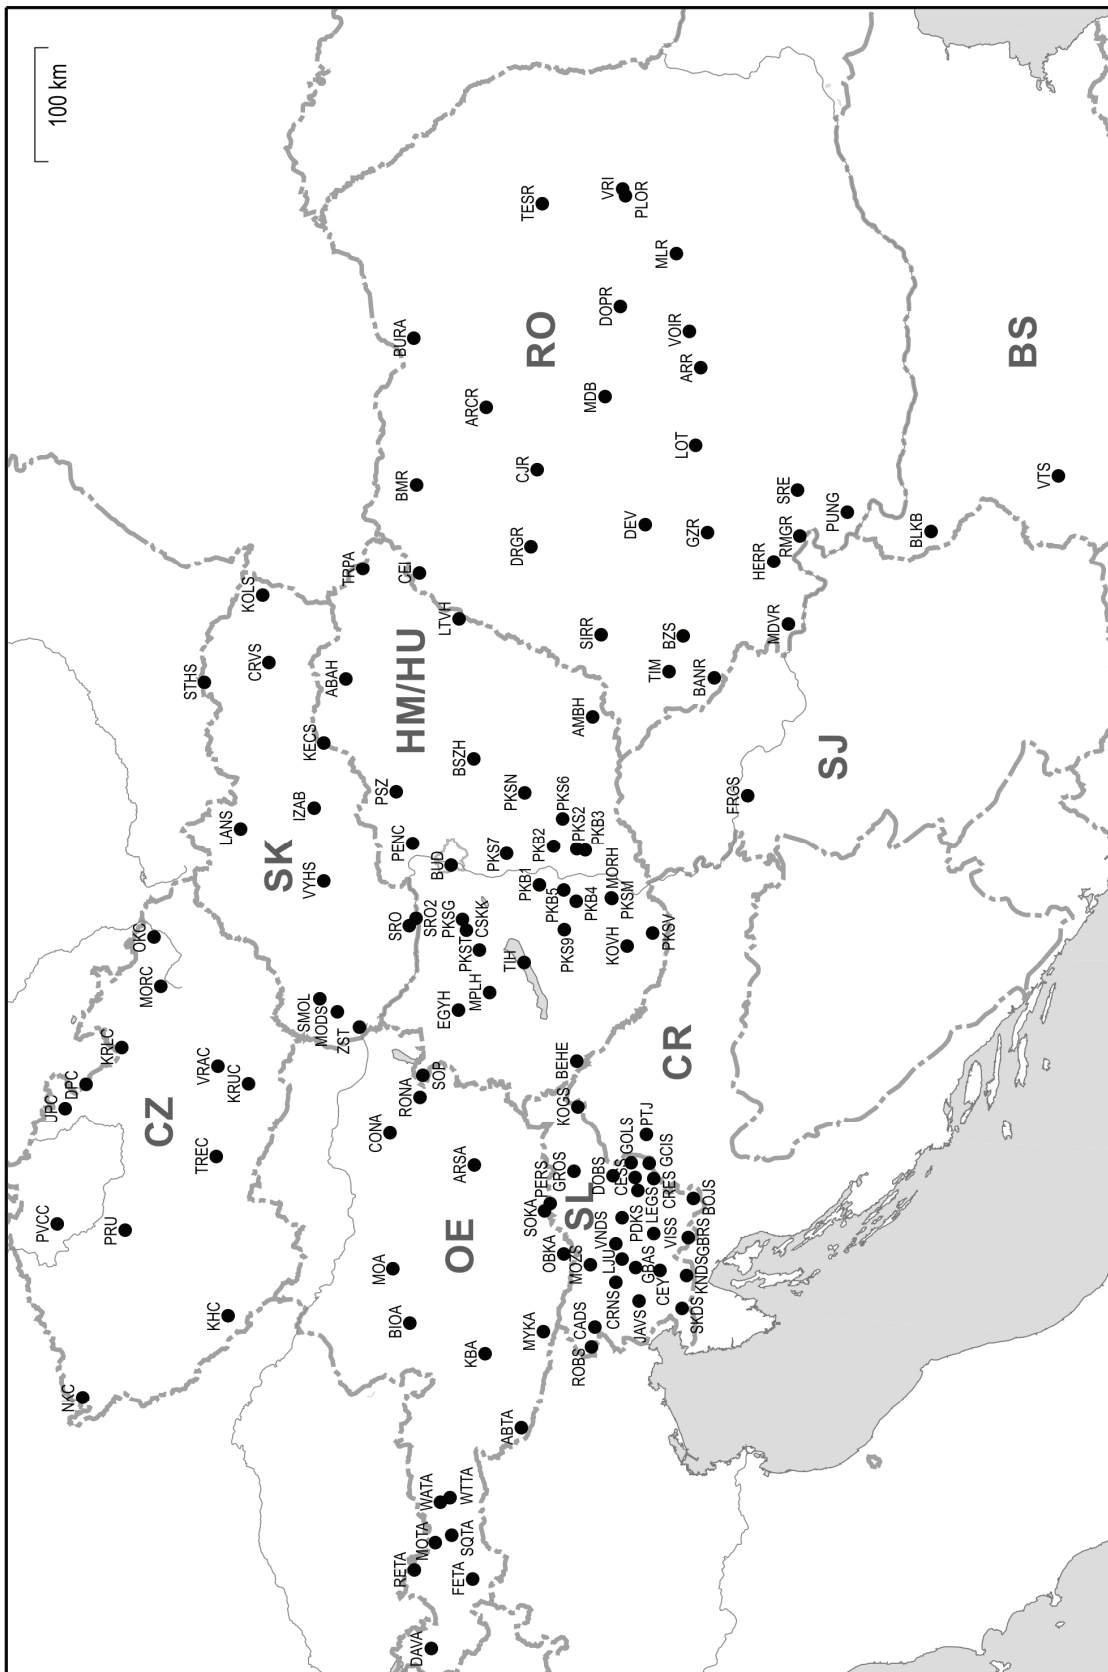 100 km
UPC
DPC
PVCC
PRU
KRLC
OKC
MORC
CZ
VRAC
KRUC
TREC
KHC
NKC
STHS
KOLS
CRVS
LANS
KECS
IZAB
SK
VYHS
SMOL
MODS
ZST
TRPA
CEI
ABAH
LTVH
HM/HU
PSZ
PENC
BUD
BSZH
SRO
SRO2
PKSG
CSKK
PKST
MPLH
EGYH
TIH
PKSN
PKS7
PKS6
PKB2
PKS2
PKB3
PKB1
PKB5
PKB4
MORH
PKSM
PKS9
KOVH
PKSV
AMBH
SOP
RONA
CONA
ARSA
OE
MOA
BIOA
KBA
MYKA
ABTA
SOKA
OBKA
WATA
WTTA
MOTA
SQTA
RETA
FETA
DAVA
BEHE
KOGS
PERS
GROS
SL
DOBS
CESS
GOLS
PTJ
GCIS
CRES
LEGS
PDKS
VNDS
LJU
MOZS
GBAS
VISS
BOJS
GBRS
KNDS
CEY
CRNS
JAVS
SKDS
CADS
ROBS
CR
TESR
VRI
PLOR
MLR
DOPR
BURA
RO
VOIR
ARR
MDB
ARCR
CJR
BMR
LOT
DRGR
DEV
GZR
SRE
PUNG
RMGR
HERR
MDVR
SIRR
BZS
TIM
BANR
FRGS
SJ
BLKB
VTS
BS